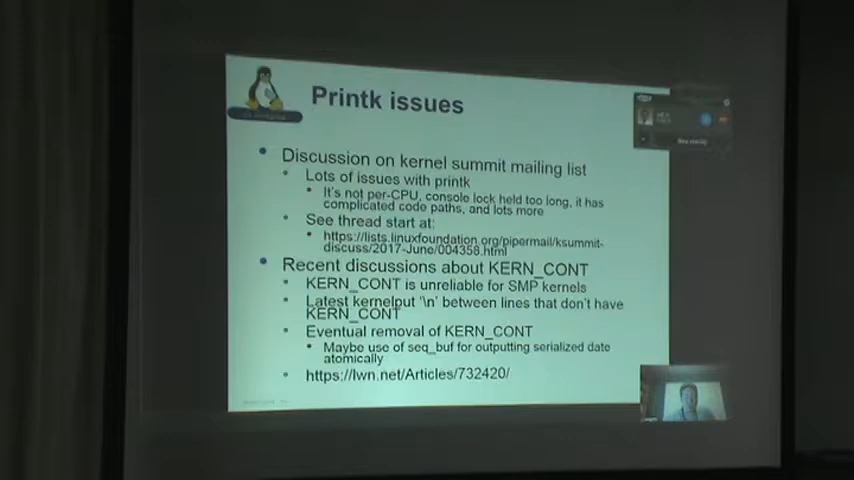 Printk issues
Discussion on kernel summit mailing list
Lots of issues with printk
It's not per-CPU, console lock held too long, it has
complicated code paths, and lots more
See thread start at:
https://lists.linuxfoundation.org/pipermail/ksummit-
discuss/2017-June/004358.html
Recent discussions about KERN_CONT
KERN_CONT is unreliable for SMP kernels
Latest kernelput '\n' between lines that don't have
KERN_CONT
Eventual removal of KERN_CONT
Maybe use of seq_buf for outputting serialized date
atomically
https://lwn.net/Articles/732420/